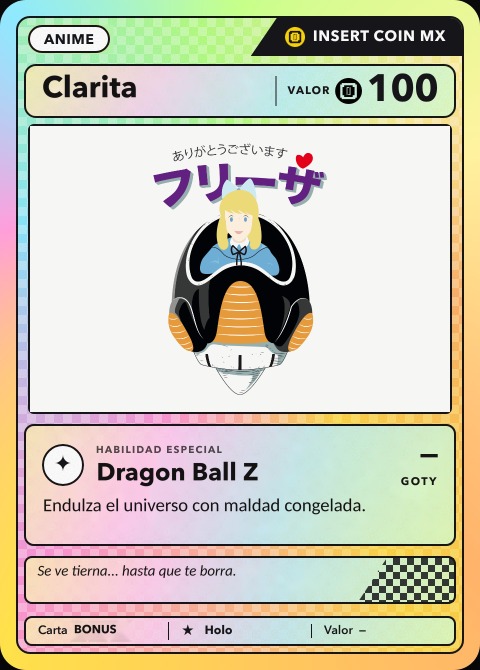 ANIME
INSERT COIN MX
Clarita
VALOR 100
ありがとうございます
フリーザ
HABILIDAD ESPECIAL
Dragon Ball Z
–
GOTY
Endulza el universo con maldad congelada.
Se ve tierna... hasta que te borra.
Carta BONUS
★ Holo
Valor –